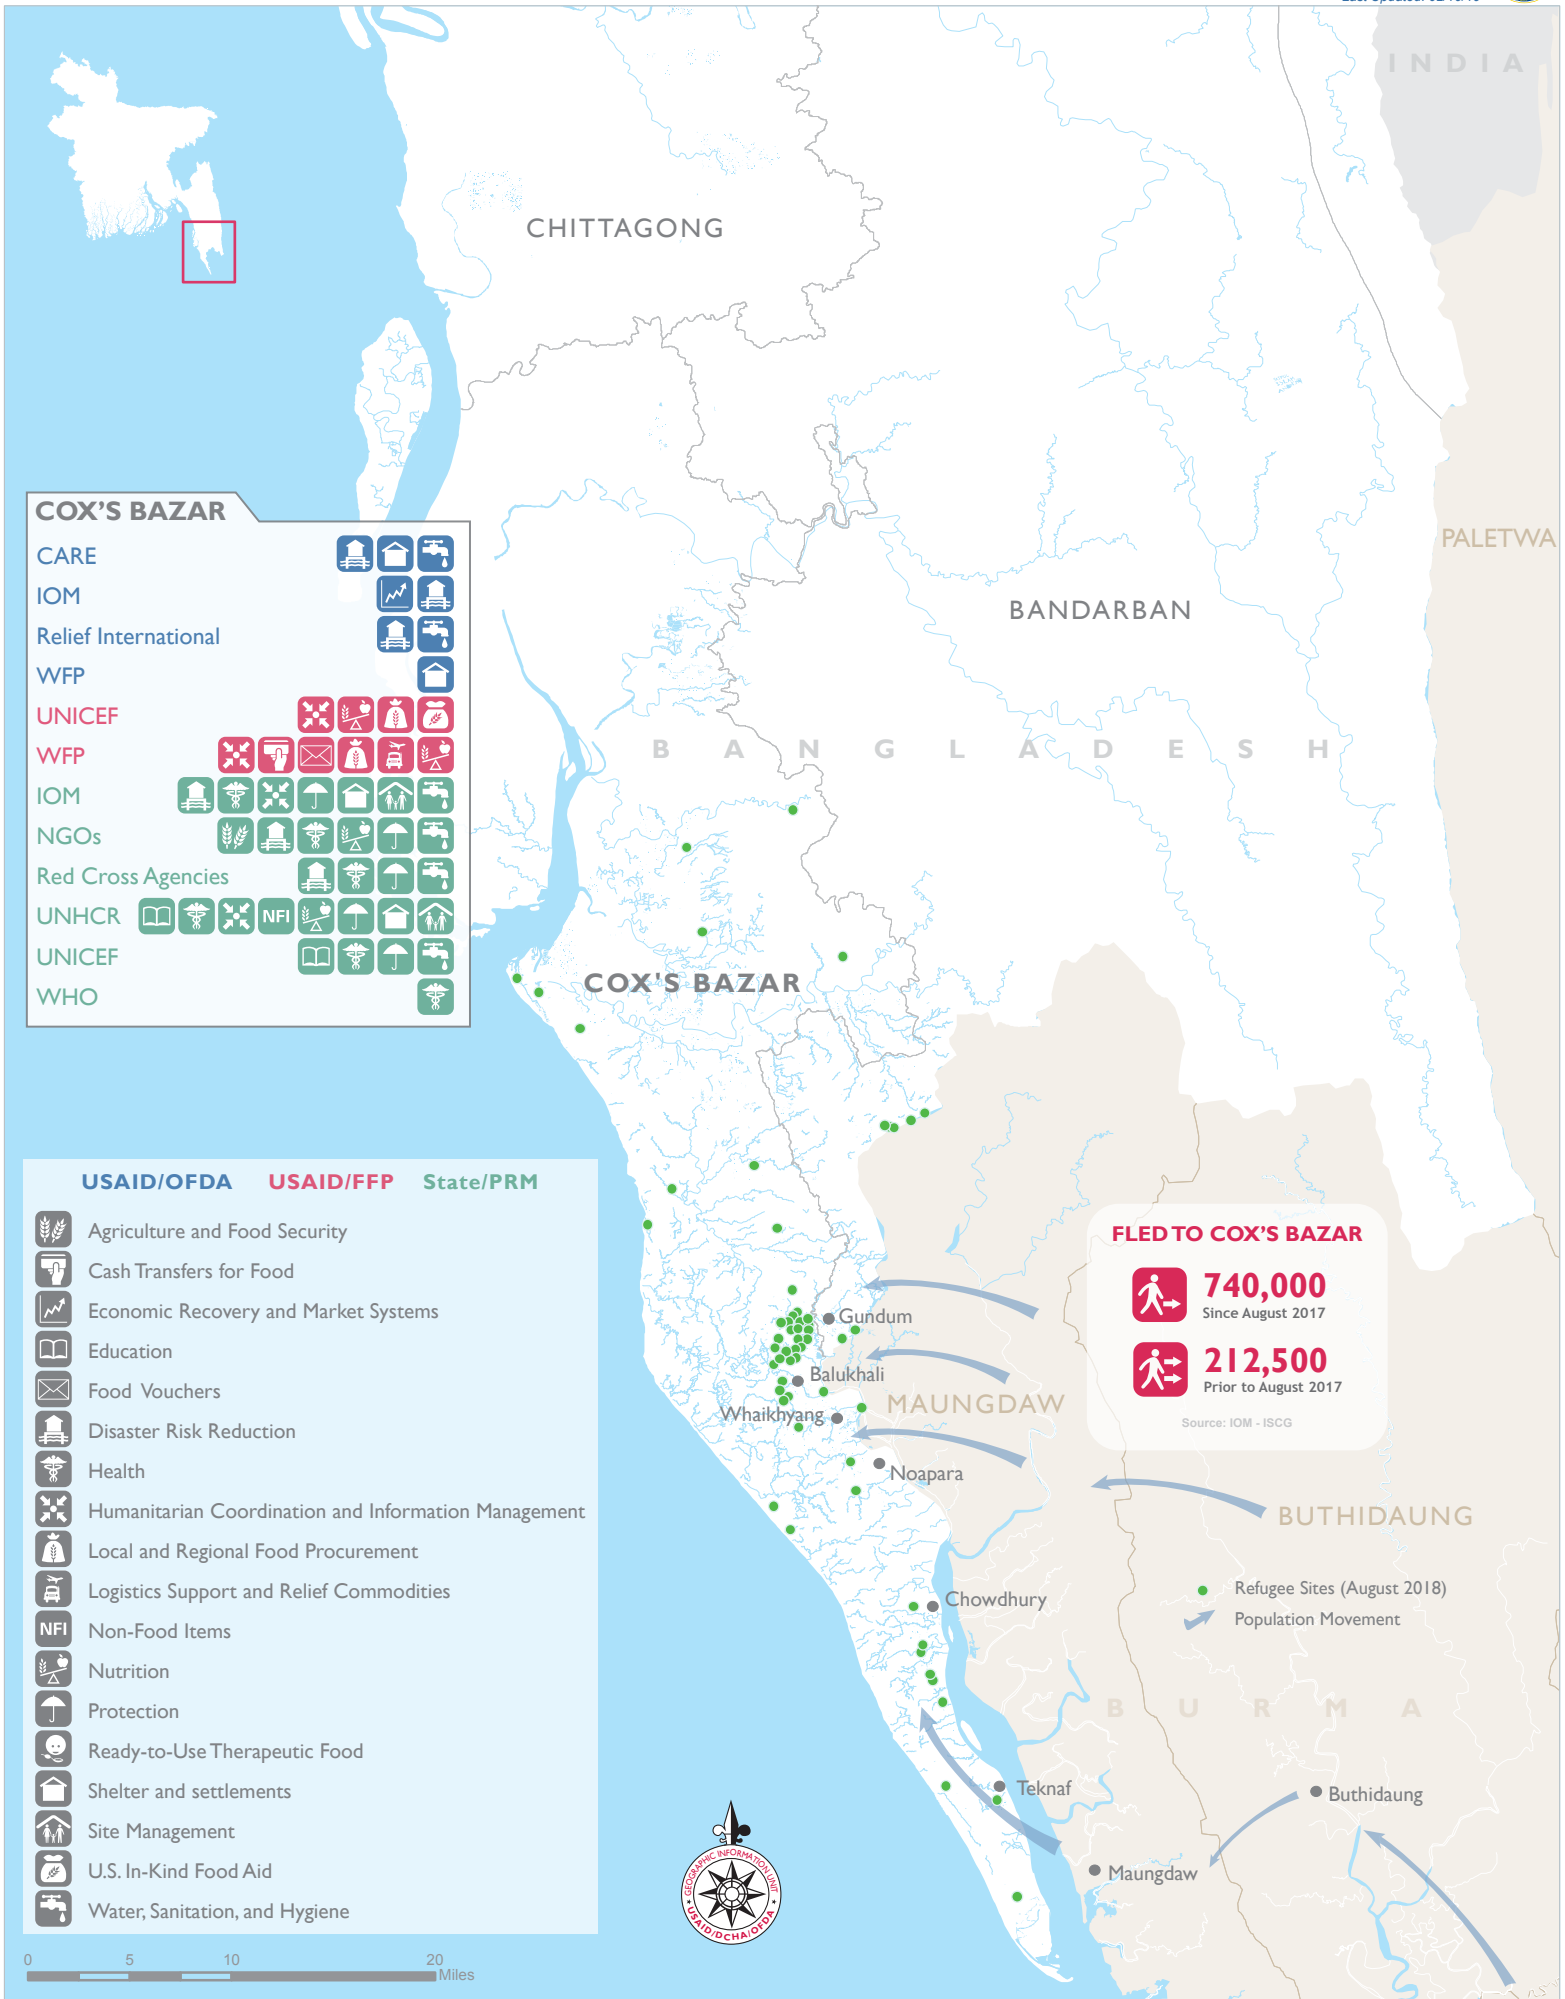 INDIA
CHITTAGONG
PALETWA
BANDARBAN
BANGLADESH
COX'S BAZAR
COX'S BAZAR
CARE
IOM
Relief International
WFP
UNICEF
WFP
IOM
NGOs
Red Cross Agencies
UNHCR NFI
UNICEF
WHO
USAID/OFDA USAID/FFP State/PRM
Agriculture and Food Security
Cash Transfers for Food
Economic Recovery and Market Systems
Education
Food Vouchers
Disaster Risk Reduction
Health
Humanitarian Coordination and Information Management
Local and Regional Food Procurement
Logistics Support and Relief Commodities
NFI Non-Food Items
Nutrition
Protection
Ready-to-Use Therapeutic Food
Shelter and settlements
Site Management
U.S. In-Kind Food Aid
Water, Sanitation, and Hygiene
0 5 10 20
Miles
FLED TO COX'S BAZAR
740,000
Since August 2017
212,500
Prior to August 2017
Source: IOM - ISCG
Gundum
Balukhali
Whaikhyang
MAUNGDAW
Noapara
BUTHIDAUNG
Refugee Sites (August 2018)
Population Movement
Chowdhury
BURMA
Teknaf
Buthidaung
Maungdaw
GEOGRAPHIC INFORMATION UNIT
USAID/DCHA/OFDA